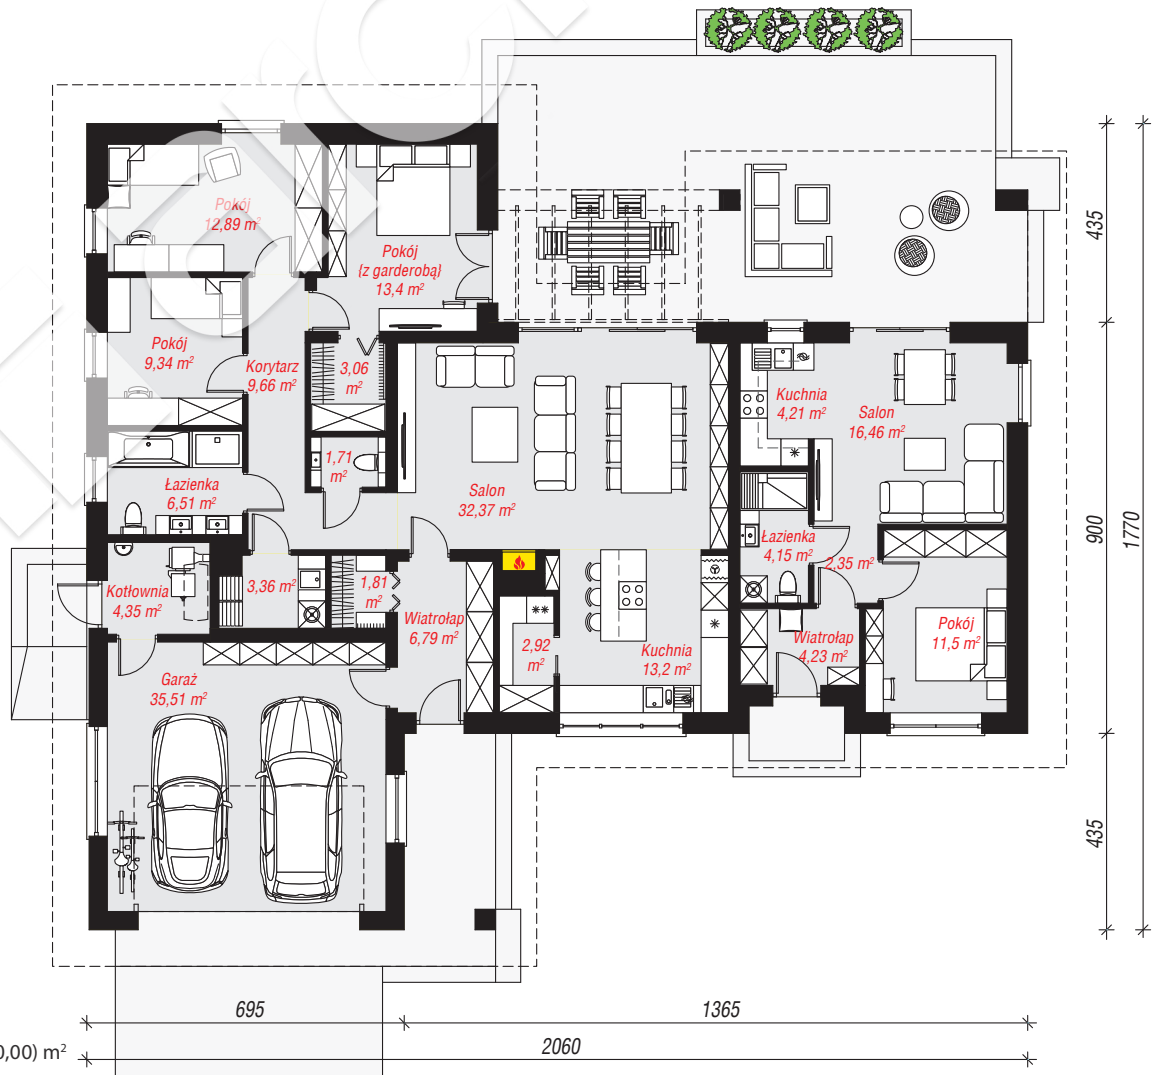 Pokój
12,89 m²
Pokój
{z garderobą}
13,4 m²
435
Pokój
9,34 m²
Korytarz
9,66 m²
3,06
m²
Kuchnia
4,21 m²
Salon
16,46 m²
1,71
m²
Łazienka
6,51 m²
Salon
32,37 m²
900
1770
Łazienka
4,15 m²
2,35 m²
Kotłownia
4,35 m²
3,36 m²
1,81
m²
Wiatrołap
6,79 m²
2,92
m²
Kuchnia
13,2 m²
Wiatrołap
4,23 m²
Pokój
11,5 m²
Garaż
35,51 m²
435
695
1365
2060
0,00) m²